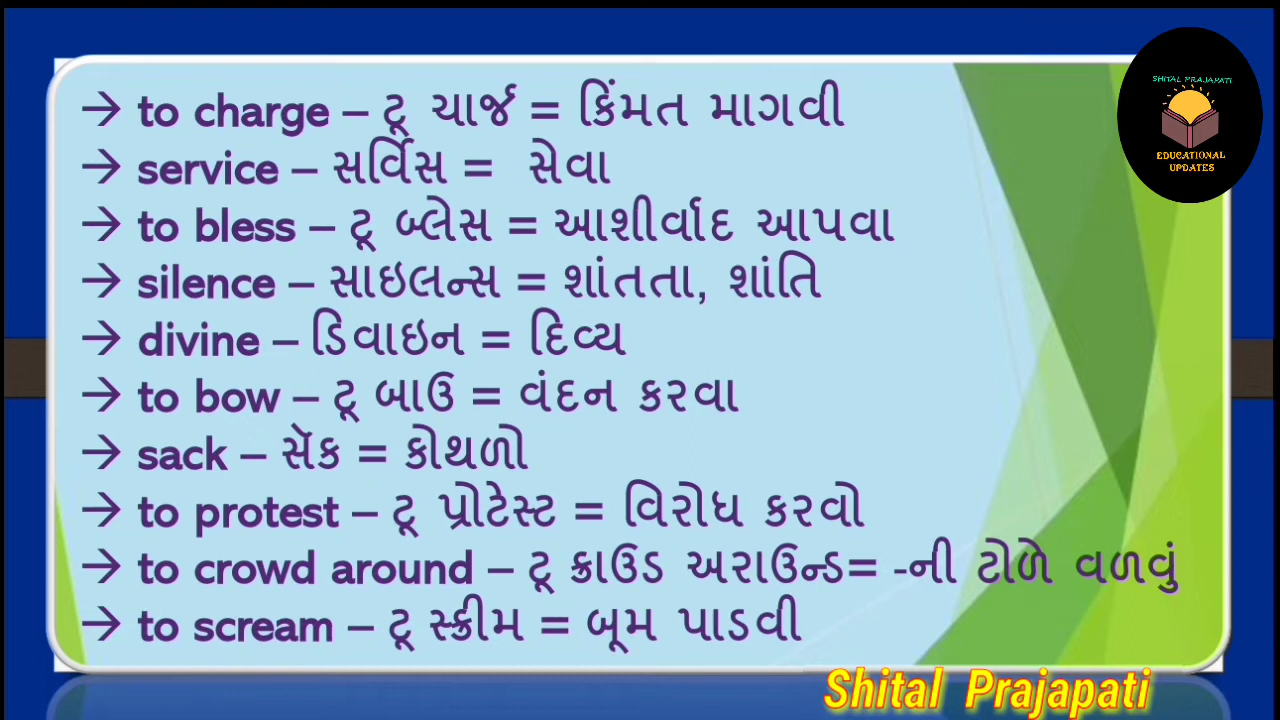 → to charge – ટૂ ચાર્જ = કિંમત માગવી
→ service – સર્વિસ = સેવા
→ to bless – ટૂ બ્લેસ = આશીર્વાદ આપવા
→ silence – સાઇલન્સ = શાંતતા, શાંતિ
→ divine – ડિવાઇન = દિવ્ય
→ to bow – ટૂ બાઉ = વંદન કરવા
→ sack – સૅક = કોથળો
→ to protest – ટૂ પ્રોટેસ્ટ = વિરોધ કરવો
→ to crowd around – ટૂ ક્રાઉડ અરાઉન્ડ= -ની ટોળે વળવું
→ to scream – ટૂ સ્ક્રીમ = બૂમ પાડવી
SHITAL PRAJAPATI
EDUCATIONAL
UPDATES
Shital Prajapati